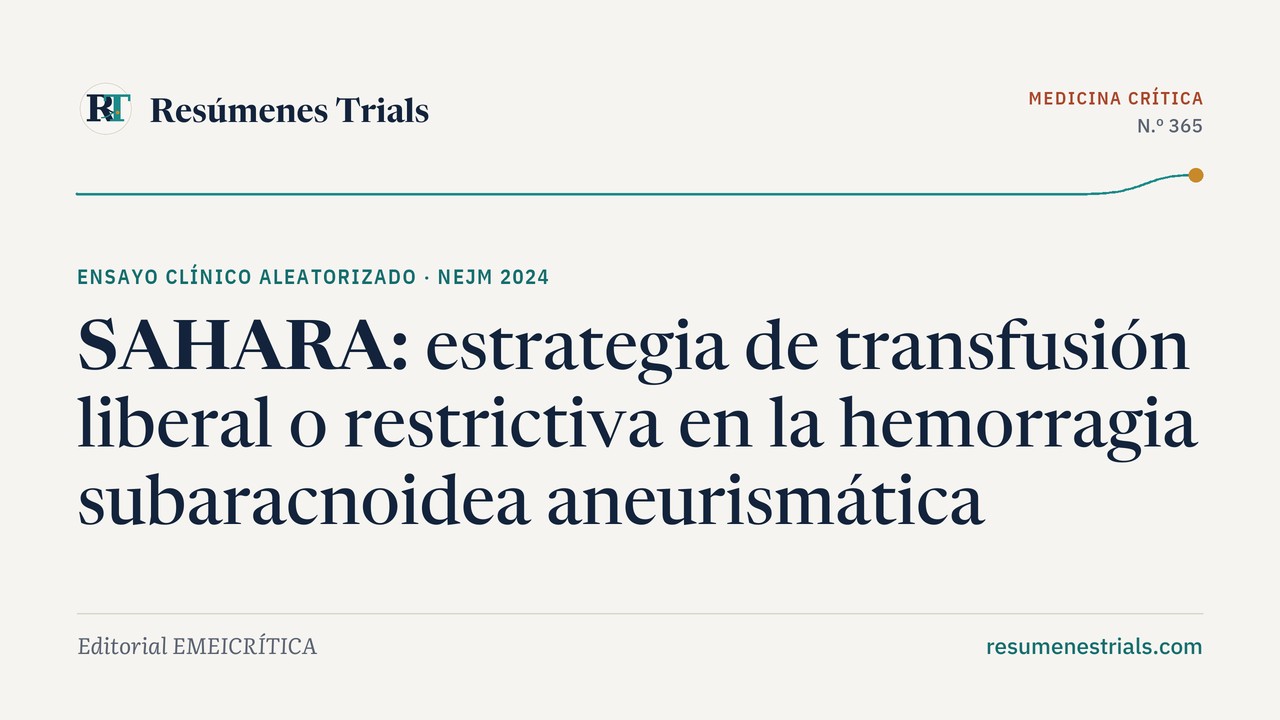 RT Resúmenes Trials
MEDICINA CRÍTICA
N.º 365
ENSAYO CLÍNICO ALEATORIZADO · NEJM 2024
SAHARA: estrategia de transfusión
liberal o restrictiva en la hemorragia
subaracnoidea aneurismática
Editorial EMEICRÍTICA
resumenestrials.com